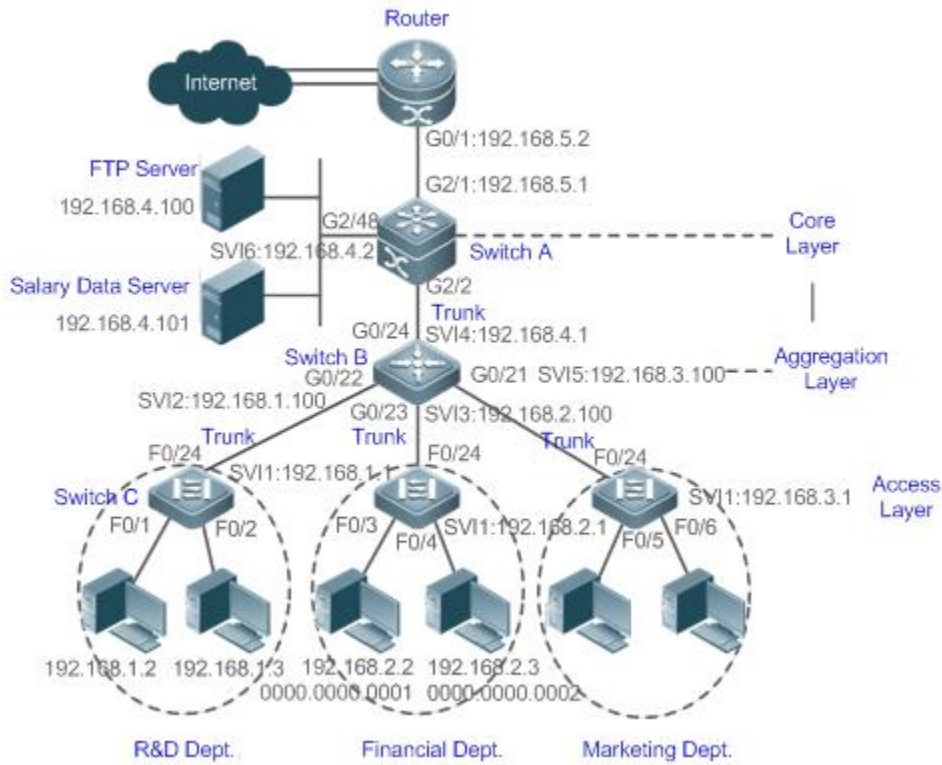 Router
Internet
G0/1:192.168.5.2
FTP Server
192.168.4.100
G2/1:192.168.5.1
G2/48
SVI6:192.168.4.2
Switch A
Core
Layer
Salary Data Server
192.168.4.101
G2/2
Trunk
G0/24
SVI4:192.168.4.1
Switch B
G0/22
G0/21
SVI5:192.168.3.100
Aggregation
Layer
SVI2:192.168.1.100
G0/23
SVI3:192.168.2.100
Trunk
Trunk
Trunk
F0/24
SVI1:192.168.1.1
F0/24
F0/24
Switch C
SVI1:192.168.3.1
Access
Layer
F0/1
F0/2
F0/3
F0/4
SVI1:192.168.2.1
F0/5
F0/6
192.168.1.2
192.168.1.3
192.168.2.2
192.168.2.3
0000.0000.0001
0000.0000.0002
R&D Dept.
Financial Dept.
Marketing Dept.